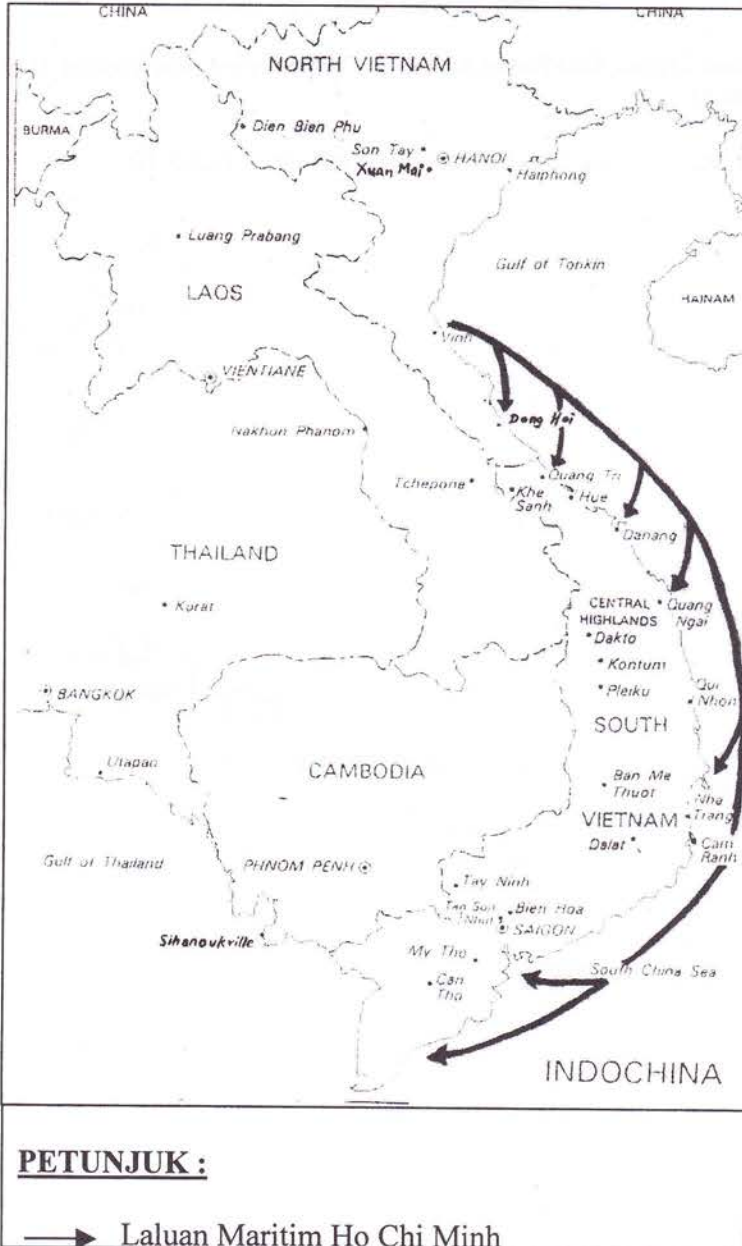 CHINA
CHINA
NORTH VIETNAM
BURMA
Dien Bien Phu
Son Tay
HANOI
Xuan Mai
Haiphong
Luang Prabang
Gulf of Tonkin
LAOS
HAINAM
Vinh
VIENTIANE
Dong Hoi
Nakhon Phanom
Quang Tri
Tchepone
Khe
Sanh
Hue
Danang
THAILAND
Korat
CENTRAL
HIGHLANDS
Quang
Ngai
Dakto
Kontum
Pleiku
BANGKOK
Qui
Nhon
SOUTH
Utapao
CAMBODIA
Ban Me
Thuot
Nha
Trang
VIETNAM
Dalat
Cam
Ranh
Gulf of Thailand
PHNOM PENH
Tay Ninh
Tan Son
Nhut
Bien Hoa
SAIGON
Sihanoukville
My Tho
Can
Tho
South China Sea
INDOCHINA
PETUNJUK :
Laluan Maritim Ho Chi Minh